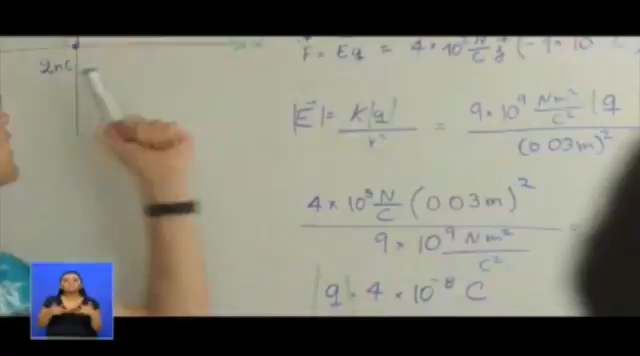 F = Eq = 4 × 10⁵ N/C ĵ (-9 × 10
2nC
|E⃗| = K|q| / r² = 9 × 10⁹ Nm²/C² |q / (0.03m)²
4 × 10⁵ N/C (0.03m)² / 9 × 10⁹ Nm²/C² =
|q · 4 × 10⁻⁸ C